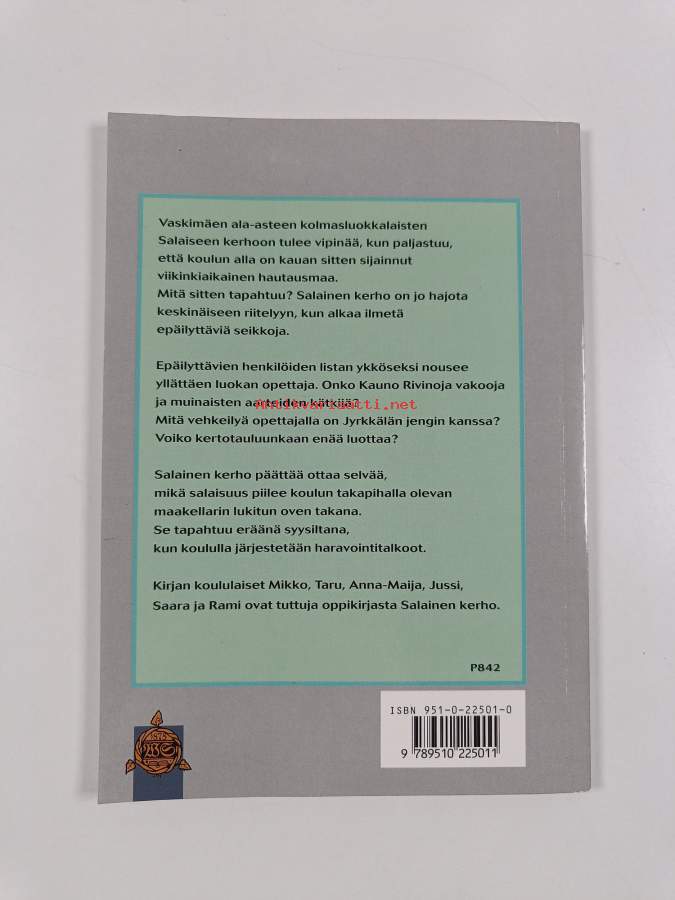 Vaskimäen ala-asteen kolmasluokkalaisten
Salaiseen kerhoon tulee vipinää, kun paljastuu,
että koulun alla on kauan sitten sijainnut
viikinkiaikainen hautausmaa.
Mitä sitten tapahtuu? Salainen kerho on jo hajota
keskinäiseen riitelyyn, kun alkaa ilmetä
epäilyttäviä seikkoja.
Epäilyttävien henkilöiden listan ykköseksi nousee
yllättäen luokan opettaja. Onko Kauno Rivinoja vakooja
ja muinaisten aarteiden kätkijä?
Antikvariaatti.net
Mitä vehkeilyä opettajalla on Jyrkkälän jengin kanssa?
Voiko kertotauluunkaan enää luottaa?
Salainen kerho päättää ottaa selvää,
mikä salaisuus piilee koulun takapihalla olevan
maakellarin lukitun oven takana.
Se tapahtuu eräänä syysiltana,
kun koululla järjestetään haravointitalkoot.
Kirjan koululaiset Mikko, Taru, Anna-Maija, Jussi,
Saara ja Rami ovat tuttuja oppikirjasta Salainen kerho.
P842
ISBN 951-0-22501-0
9 789510 225011
1875
WS